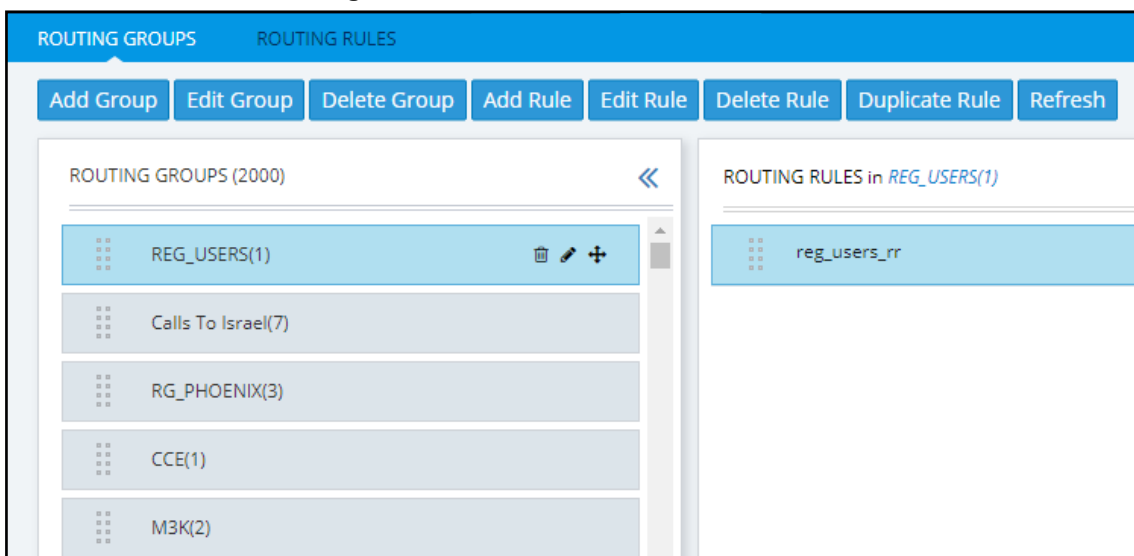 ROUTING GROUPS ROUTING RULES
Add Group Edit Group Delete Group Add Rule Edit Rule Delete Rule Duplicate Rule Refresh
ROUTING GROUPS (2000)
REG_USERS(1)
Calls To Israel(7)
RG_PHOENIX(3)
CCE(1)
M3K(2)
ROUTING RULES in REG_USERS(1)
reg_users_rr